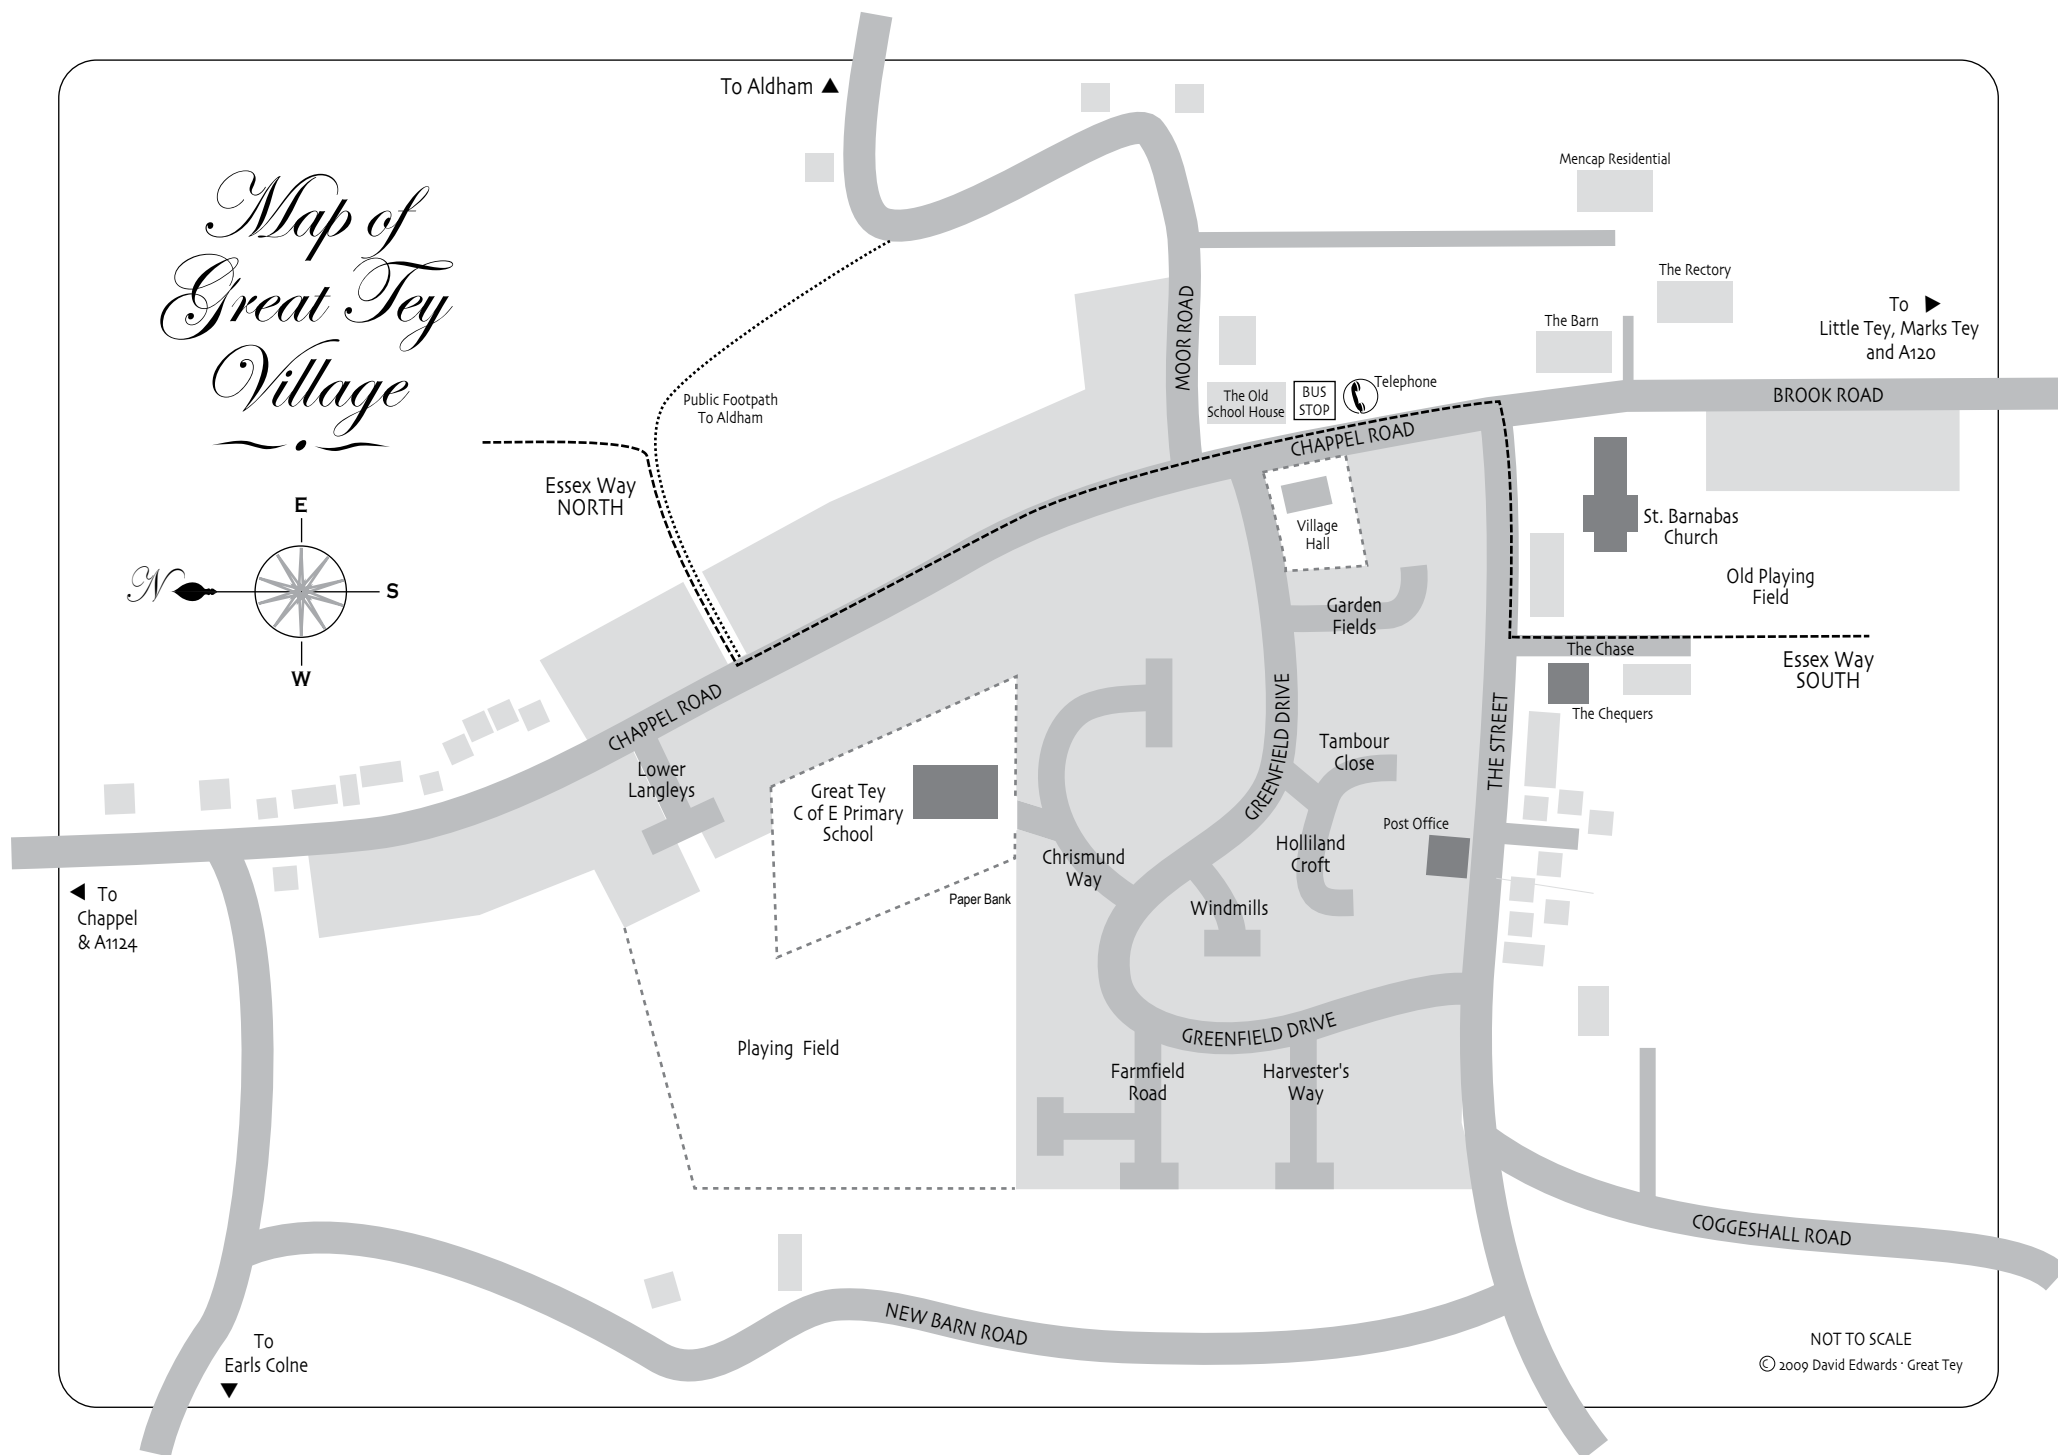 To Aldham
Map of
Great Tey
Village
E
N
S
W
Mencap Residential
The Rectory
The Barn
To
Little Tey, Marks Tey
and A120
BROOK ROAD
MOOR ROAD
The Old
School House
BUS
STOP
Telephone
CHAPPEL ROAD
Public Footpath
To Aldham
Essex Way
NORTH
Village
Hall
St. Barnabas
Church
Old Playing
Field
Garden
Fields
The Chase
Essex Way
SOUTH
The Chequers
THE STREET
GREENFIELD DRIVE
Tambour
Close
CHAPPEL ROAD
Lower
Langleys
Great Tey
C of E Primary
School
Post Office
Holliland
Croft
Chrismund
Way
Windmills
Paper Bank
To
Chappel
& A1124
Playing Field
GREENFIELD DRIVE
Farmfield
Road
Harvester's
Way
COGGESHALL ROAD
NEW BARN ROAD
To
Earls Colne
NOT TO SCALE
© 2009 David Edwards · Great Tey